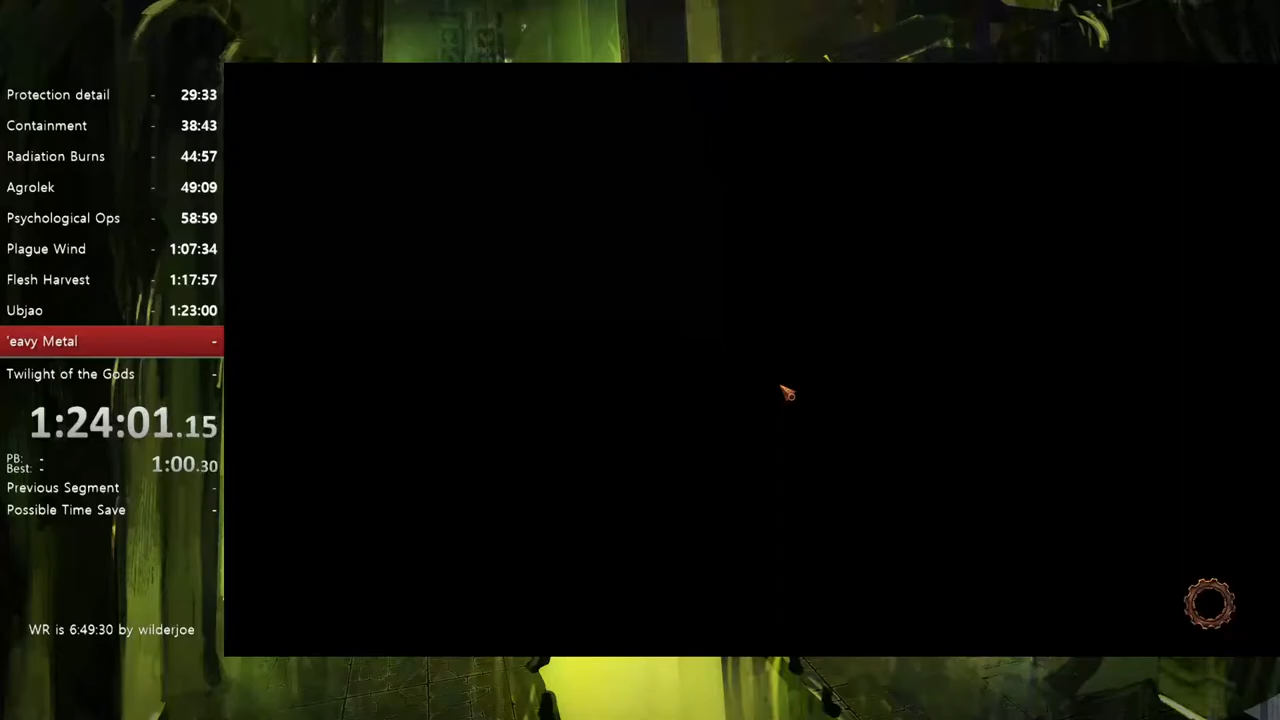 Protection detail - 29:33
Containment - 38:43
Radiation Burns - 44:57
Agrolek - 49:09
Psychological Ops - 58:59
Plague Wind - 1:07:34
Flesh Harvest - 1:17:57
Ubjao - 1:23:00
'eavy Metal -
Twilight of the Gods -
1:24:01.15
PB: - 
Best: - 1:00.30
Previous Segment -
Possible Time Save -
WR is 6:49:30 by wilderjoe